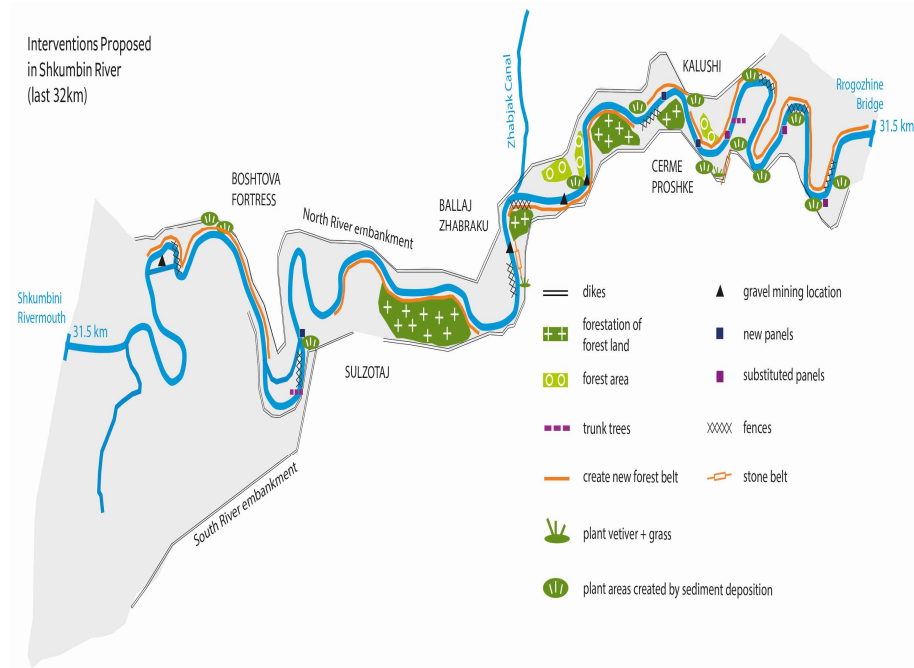 Interventions Proposed
in Shkumbin River
(last 32km)
Zhabjak Canal
KALUSHI
Rrogozhine
Bridge
31.5 km
CERME
PROSHKE
BOSHTOVA
FORTRESS
BALLAJ
ZHABRAKU
North River embankment
Shkumbini
Rivermouth
31.5 km
SULZOTAJ
South River embankment
dikes
forestation of
forest land
forest area
trunk trees
create new forest belt
plant vetiver + grass
plant areas created by sediment deposition
gravel mining location
new panels
substituted panels
fences
stone belt